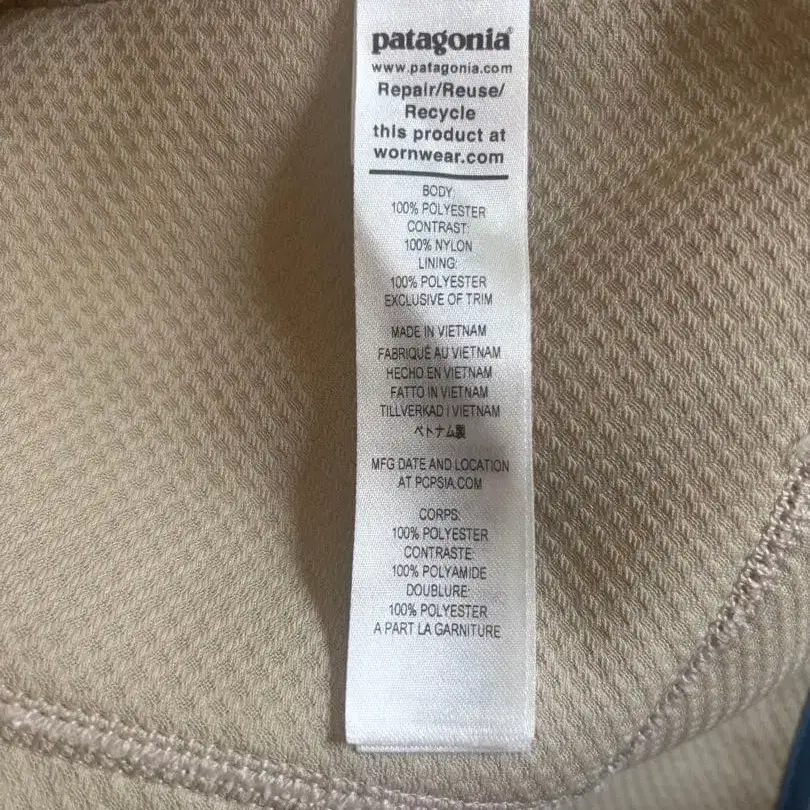 patagonia®
www.patagonia.com
Repair/Reuse/
Recycle
this product at
wornwear.com
BODY:
100% POLYESTER
CONTRAST:
100% NYLON
LINING:
100% POLYESTER
EXCLUSIVE OF TRIM
MADE IN VIETNAM
FABRIQUÉ AU VIETNAM
HECHO EN VIETNAM
FATTO IN VIETNAM
TILLVERKAD I VIETNAM
ベトナム製
MFG DATE AND LOCATION
AT PCPSIA.COM
CORPS:
100% POLYESTER
CONTRASTE:
100% POLYAMIDE
DOUBLURE:
100% POLYESTER
A PART LA GARNITURE